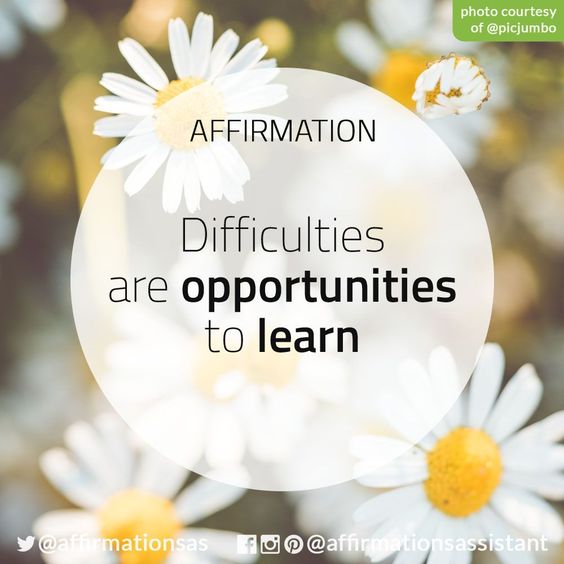 photo courtesy
of @picjumbo
AFFIRMATION
Difficulties
are opportunities
to learn
@affirmationsas @affirmationsassistant